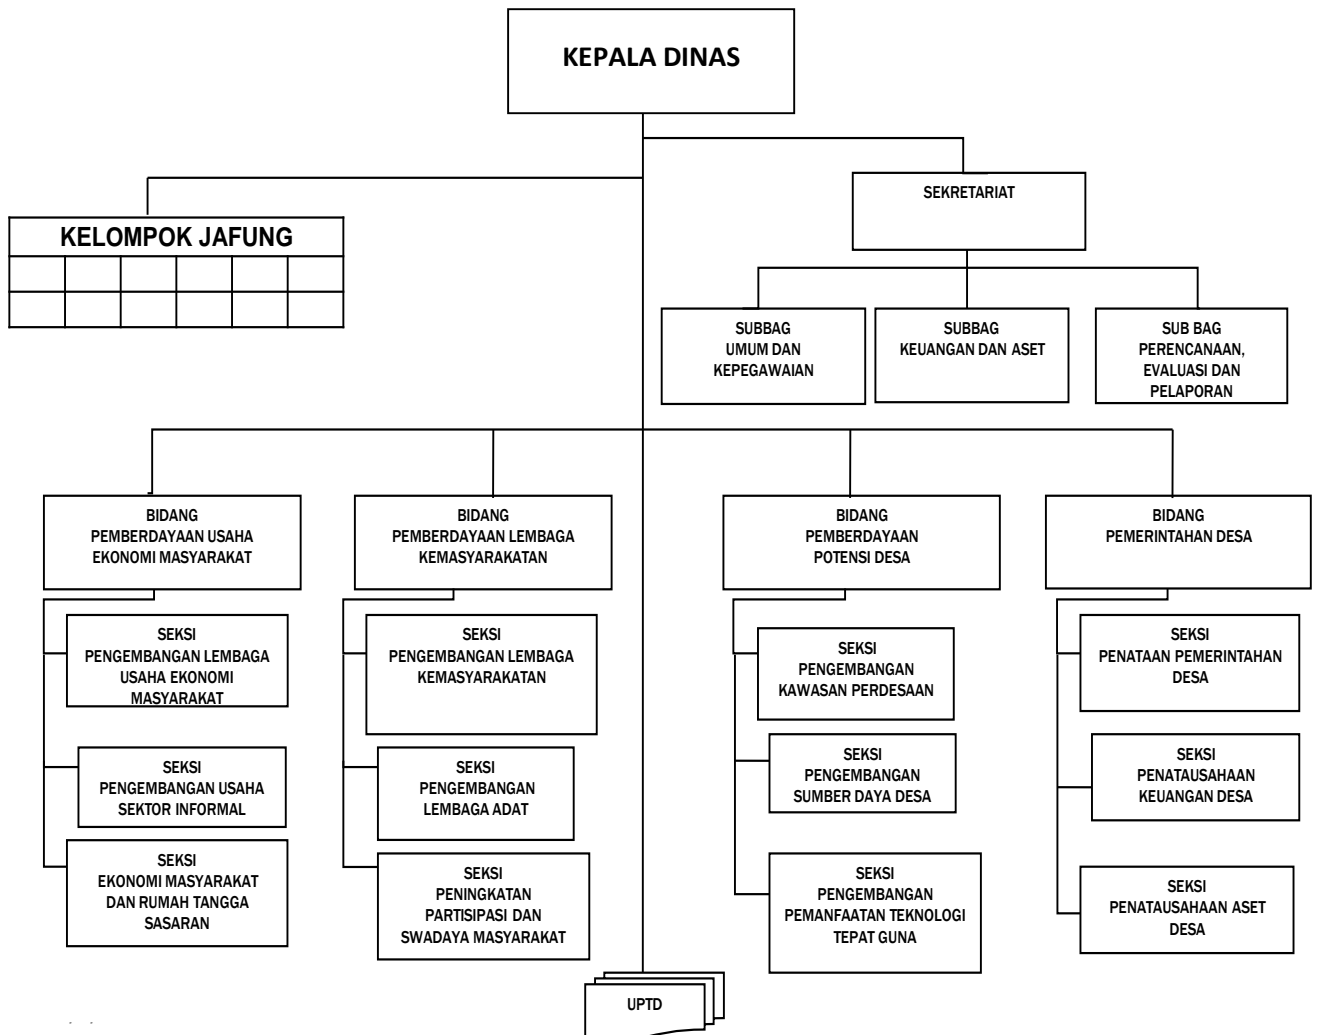 KEPALA DINAS
SEKRETARIAT
KELOMPOK JAFUNG
SUBBAG
UMUM DAN
KEPEGAWAIAN
SUBBAG
KEUANGAN DAN ASET
SUB BAG
PERENCANAAN,
EVALUASI DAN
PELAPORAN
BIDANG
PEMBERDAYAAN USAHA
EKONOMI MASYARAKAT
BIDANG
PEMBERDAYAAN LEMBAGA
KEMASYARAKATAN
BIDANG
PEMBERDAYAAN
POTENSI DESA
BIDANG
PEMERINTAHAN DESA
SEKSI
PENGEMBANGAN LEMBAGA
USAHA EKONOMI
MASYARAKAT
SEKSI
PENGEMBANGAN USAHA
SEKTOR INFORMAL
SEKSI
EKONOMI MASYARAKAT
DAN RUMAH TANGGA
SASARAN
SEKSI
PENGEMBANGAN LEMBAGA
KEMASYARAKATAN
SEKSI
PENGEMBANGAN
LEMBAGA ADAT
SEKSI
PENINGKATAN
PARTISIPASI DAN
SWADAYA MASYARAKAT
SEKSI
PENGEMBANGAN
KAWASAN PERDESAAN
SEKSI
PENGEMBANGAN
SUMBER DAYA DESA
SEKSI
PENGEMBANGAN
PEMANFAATAN TEKNOLOGI
TEPAT GUNA
SEKSI
PENATAAN PEMERINTAHAN
DESA
SEKSI
PENATAUSAHAAN
KEUANGAN DESA
SEKSI
PENATAUSAHAAN ASET
DESA
UPTD